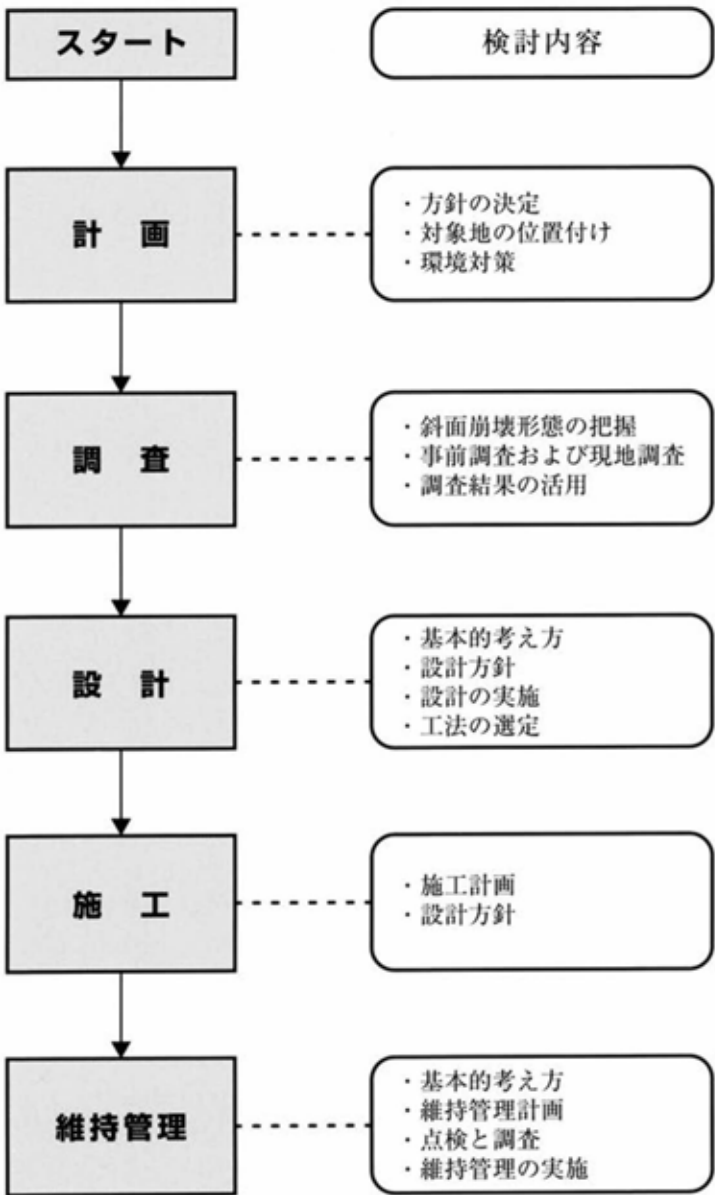 スタート
検討内容
計 画
・方針の決定
・対象地の位置付け
・環境対策
調 査
・斜面崩壊形態の把握
・事前調査および現地調査
・調査結果の活用
設 計
・基本的考え方
・設計方針
・設計の実施
・工法の選定
施 工
・施工計画
・設計方針
維持管理
・基本的考え方
・維持管理計画
・点検と調査
・維持管理の実施